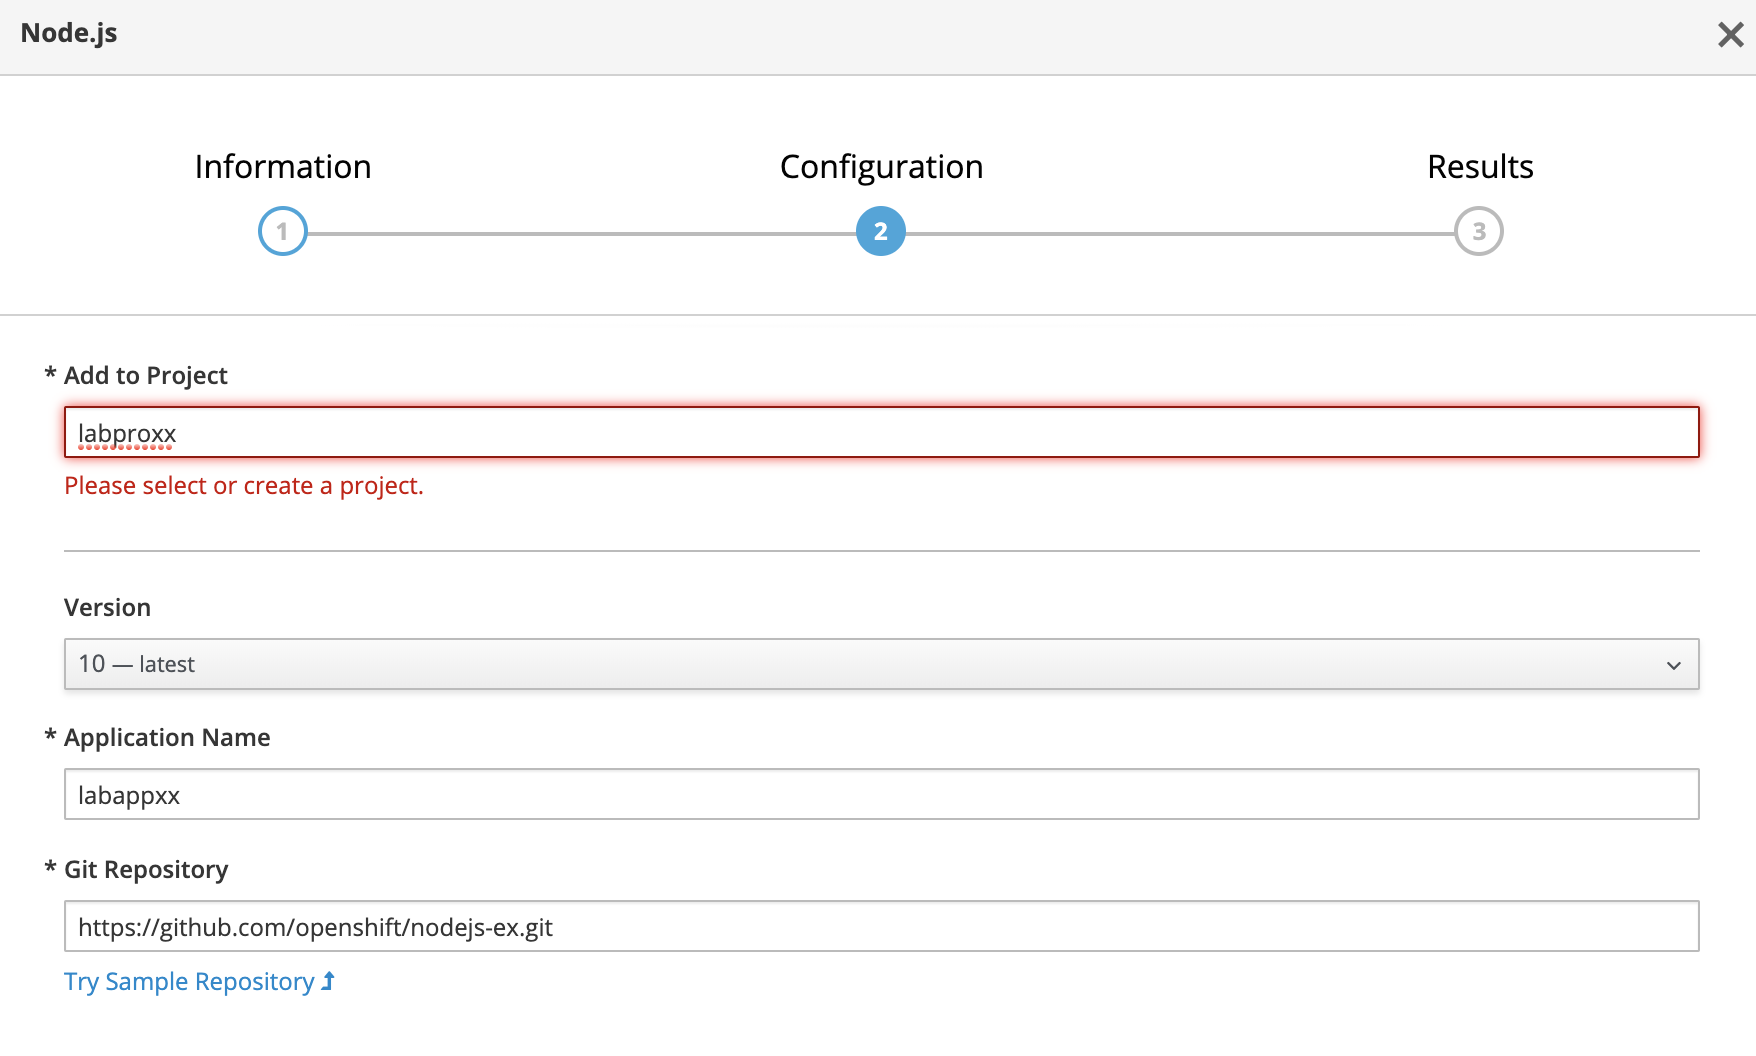 Node.js
Information
Configuration
Results
1
2
3
* Add to Project
labproxx
Please select or create a project.
Version
10 — latest
* Application Name
labappxx
* Git Repository
https://github.com/openshift/nodejs-ex.git
Try Sample Repository